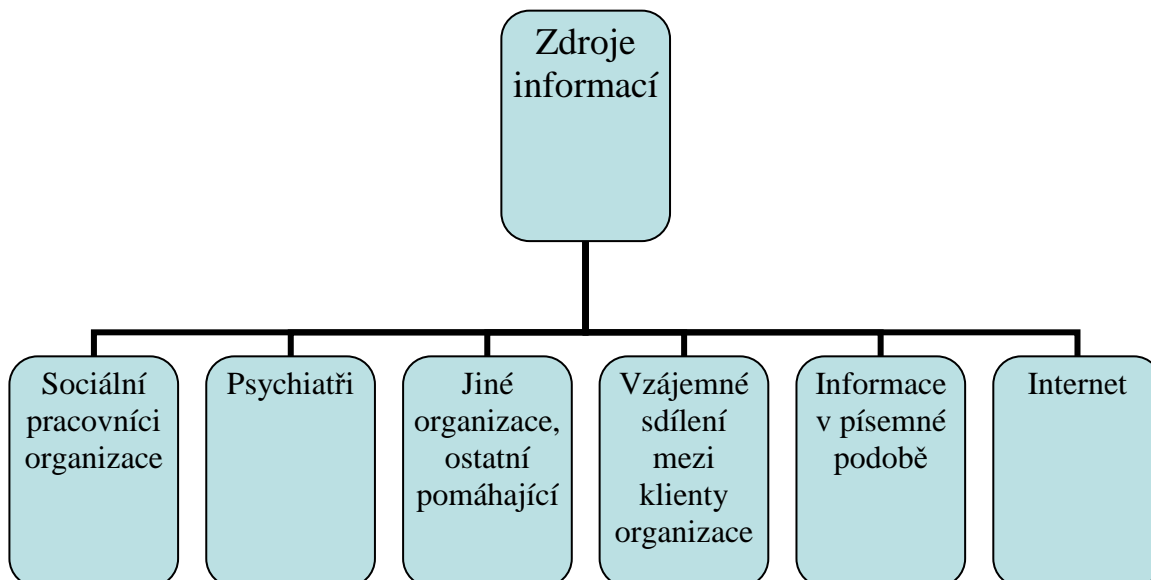 Zdroje
informací
Sociální
pracovníci
organizace
Psychiatři
Jiné
organizace,
ostatní
pomáhající
Vzájemné
sdílení
mezi
klienty
organizace
Informace
v písemné
podobě
Internet